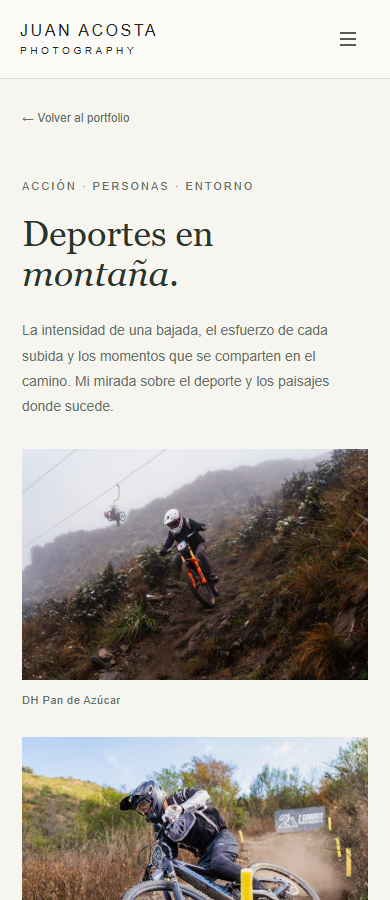 JUAN ACOSTA
PHOTOGRAPHY
← Volver al portfolio
ACCIÓN · PERSONAS · ENTORNO
Deportes en
montaña.
La intensidad de una bajada, el esfuerzo de cada
subida y los momentos que se comparten en el
camino. Mi mirada sobre el deporte y los paisajes
donde sucede.
DH Pan de Azúcar